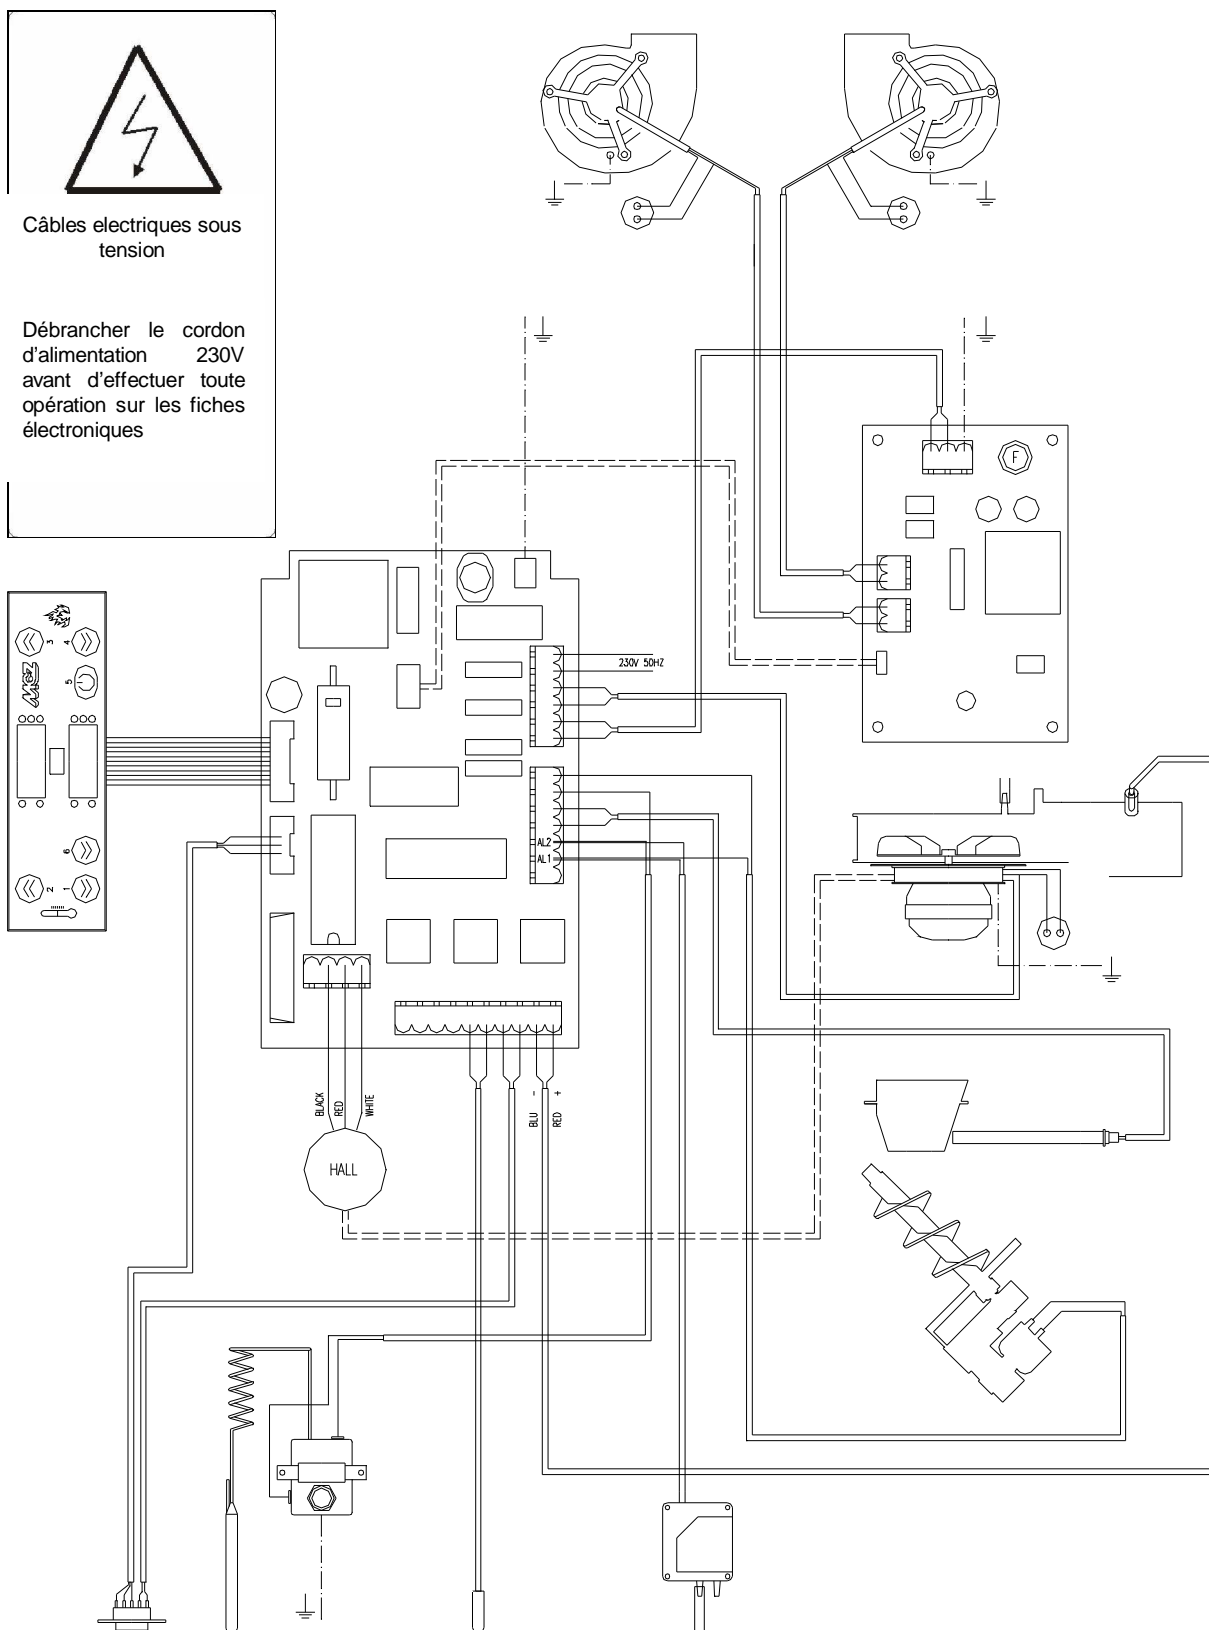 Câbles electriques sous
tension
Débrancher le cordon
d'alimentation 230V
avant d'effectuer toute
opération sur les fiches
électroniques
F
230V 50HZ
3
4
MCZ
5
6
2
1
AL2
AL1
BLACK
RED
WHITE
BLU -
RED +
HALL